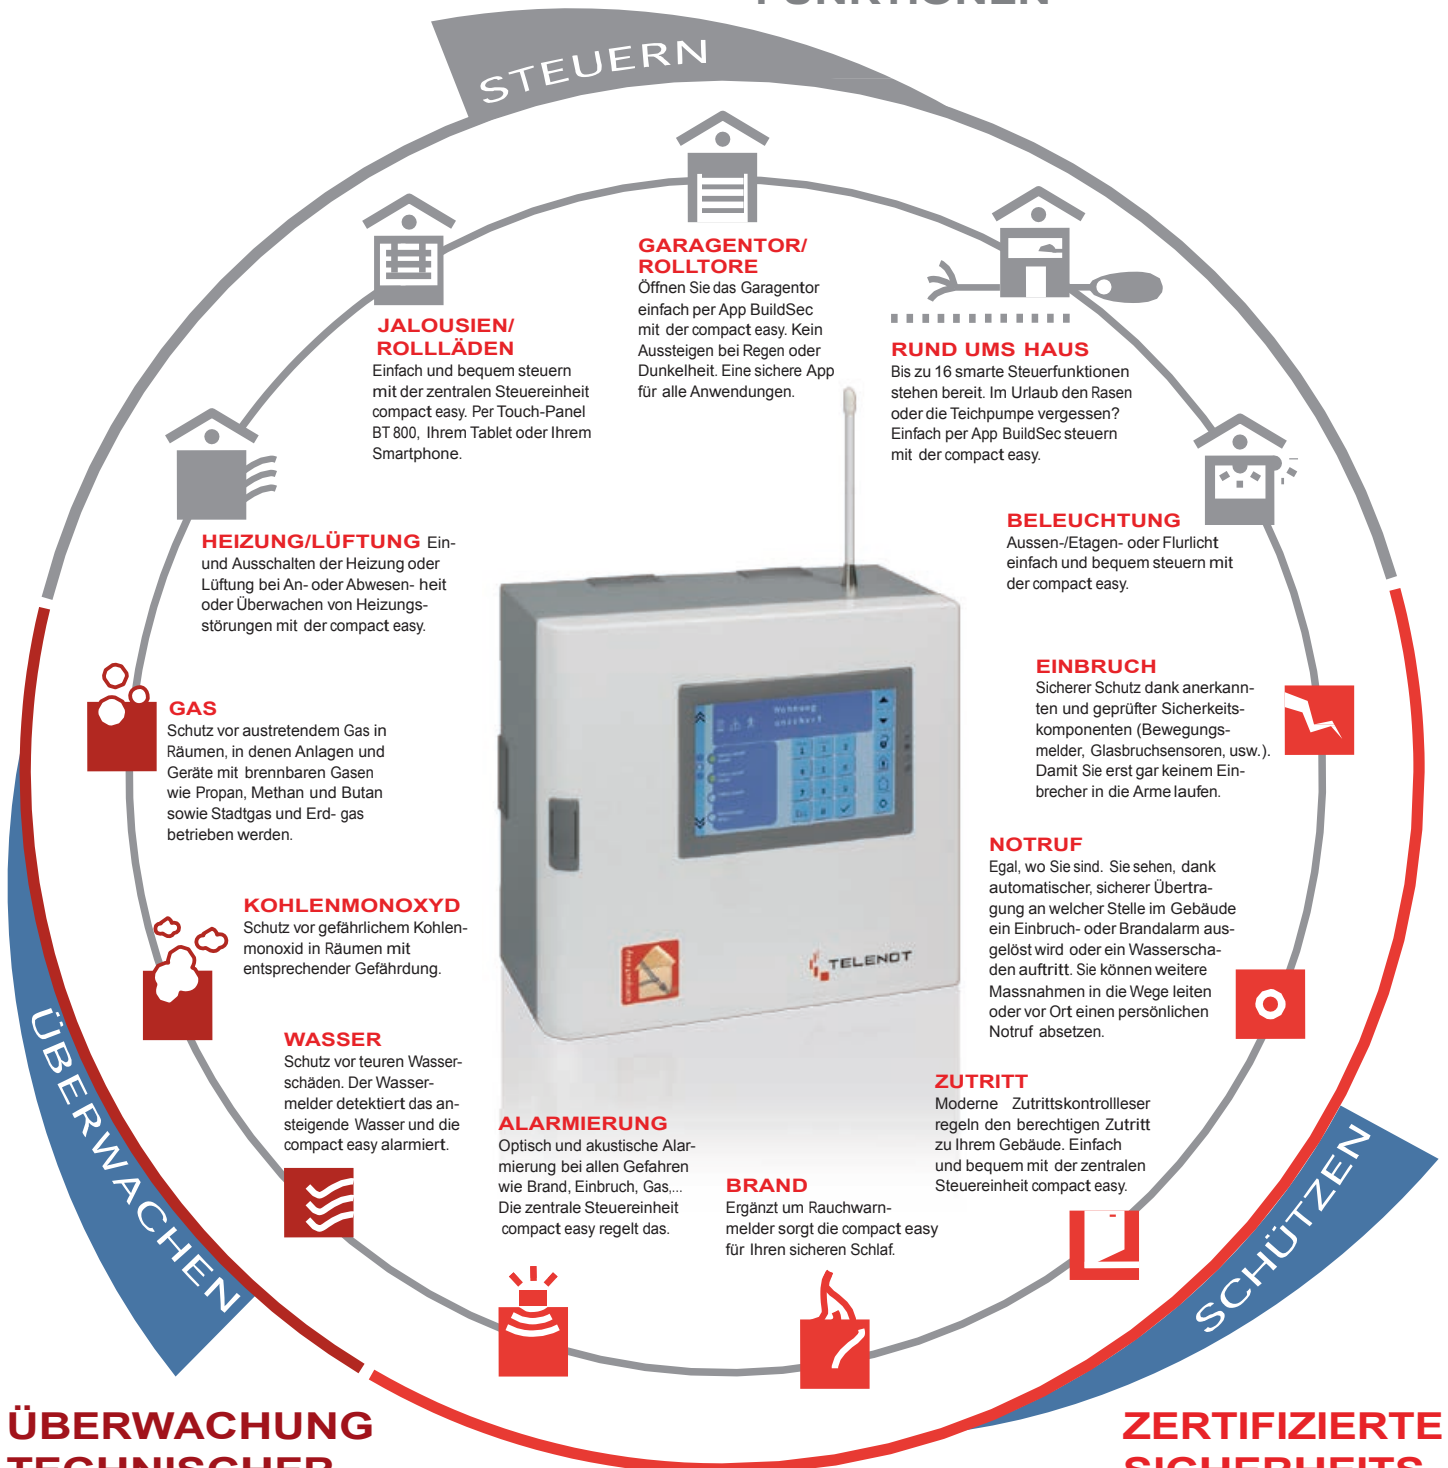 FUNKTIONEN
STEUERN
GARAGENTOR/
ROLLTORE
Öffnen Sie das Garagentor
einfach per App BuildSec
mit der compact easy. Kein
Aussteigen bei Regen oder
Dunkelheit. Eine sichere App
für alle Anwendungen.
JALOUSIEN/
ROLLLÄDEN
Einfach und bequem steuern
mit der zentralen Steuereinheit
compact easy. Per Touch-Panel
BT 800, Ihrem Tablet oder Ihrem
Smartphone.
RUND UMS HAUS
Bis zu 16 smarte Steuerfunktionen
stehen bereit. Im Urlaub den Rasen
oder die Teichpumpe vergessen?
Einfach per App BuildSec steuern
mit der compact easy.
HEIZUNG/LÜFTUNG Ein-
und Ausschalten der Heizung oder
Lüftung bei An- oder Abwesen- heit
oder Überwachen von Heizungs-
störungen mit der compact easy.
BELEUCHTUNG
Aussen-/Etagen- oder Flurlicht
einfach und bequem steuern mit
der compact easy.
GAS
Schutz vor austretendem Gas in
Räumen, in denen Anlagen und
Geräte mit brennbaren Gasen
wie Propan, Methan und Butan
sowie Stadtgas und Erd- gas
betrieben werden.
EINBRUCH
Sicherer Schutz dank anerkann-
ten und geprüfter Sicherheits-
komponenten (Bewegungs-
melder, Glasbruchsensoren, usw.).
Damit Sie erst gar keinem Ein-
brecher in die Arme laufen.
Wohnung
unscharf
KOHLENMONOXYD
Schutz vor gefährlichem Kohlen-
monoxid in Räumen mit
entsprechender Gefährdung.
NOTRUF
Egal, wo Sie sind. Sie sehen, dank
automatischer, sicherer Übertra-
gung an welcher Stelle im Gebäude
ein Einbruch- oder Brandalarm aus-
gelöst wird oder ein Wasserscha-
den auftritt. Sie können weitere
Massnahmen in die Wege leiten
oder vor Ort einen persönlichen
Notruf absetzen.
compact easy
TELENOT
WASSER
Schutz vor teuren Wasser-
schäden. Der Wasser-
melder detektiert das an-
steigende Wasser und die
compact easy alarmiert.
ZUTRITT
Moderne Zutrittskontrollleser
regeln den berechtigen Zutritt
zu Ihrem Gebäude. Einfach
und bequem mit der zentralen
Steuereinheit compact easy.
ALARMIERUNG
Optisch und akustische Alar-
mierung bei allen Gefahren
wie Brand, Einbruch, Gas,...
Die zentrale Steuereinheit
compact easy regelt das.
BRAND
Ergänzt um Rauchwarn-
melder sorgt die compact easy
für Ihren sicheren Schlaf.
ÜBERWACHEN
SCHÜTZEN
ÜBERWACHUNG
TECHNISCHER
ZERTIFIZIERTE
SICHERHEITS